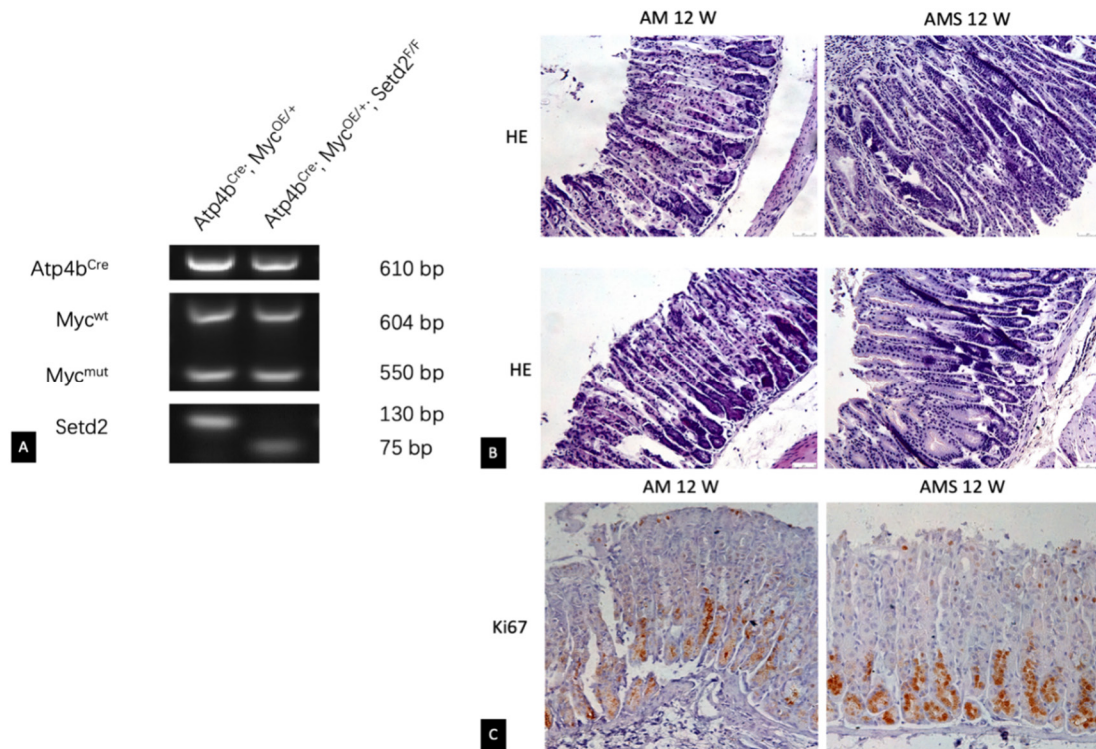 Atp4b^Cre; Myc^OE/+
Atp4b^Cre; Myc^OE/+; Setd2^F/F
Atp4b^Cre 610 bp
Myc^wt 604 bp
Myc^mut 550 bp
Setd2 130 bp
75 bp
A
AM 12 W AMS 12 W
HE
HE
B
AM 12 W AMS 12 W
Ki67
C